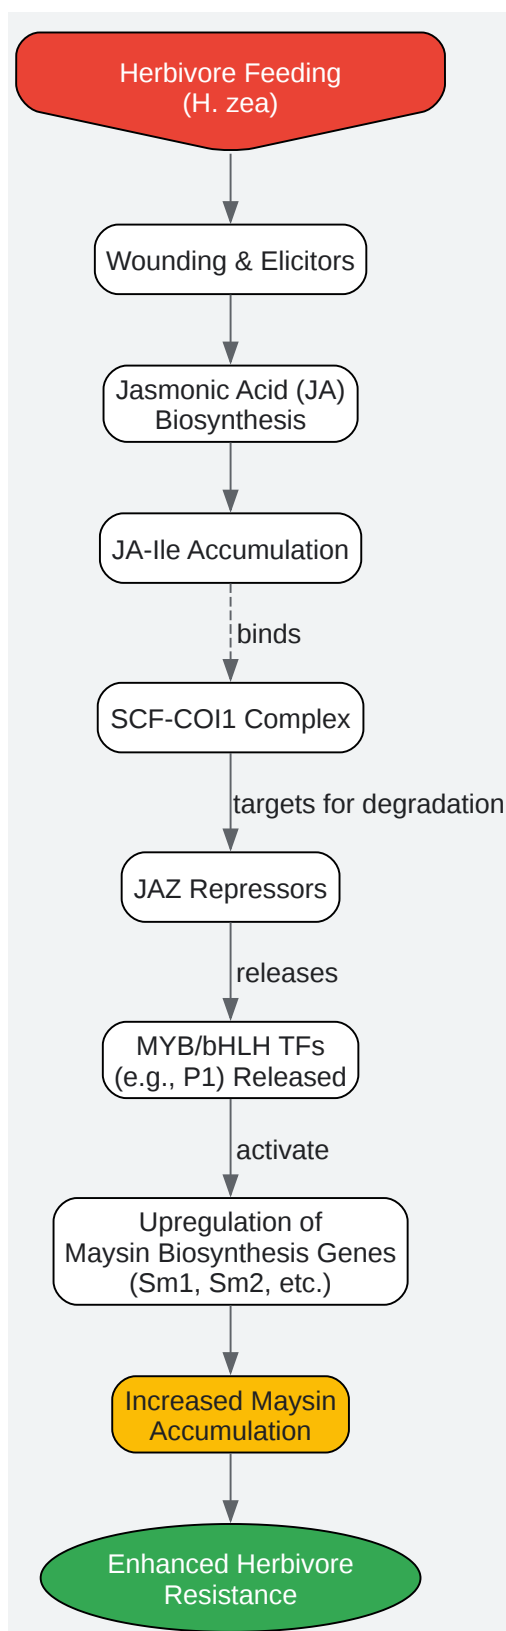 Herbivore Feeding
(H. zea)
Wounding & Elicitors
Jasmonic Acid (JA)
Biosynthesis
JA-Ile Accumulation
binds
SCF-COI1 Complex
targets for degradation
JAZ Repressors
releases
MYB/bHLH TFs
(e.g., P1) Released
activate
Upregulation of
Maysin Biosynthesis Genes
(Sm1, Sm2, etc.)
Increased Maysin
Accumulation
Enhanced Herbivore
Resistance